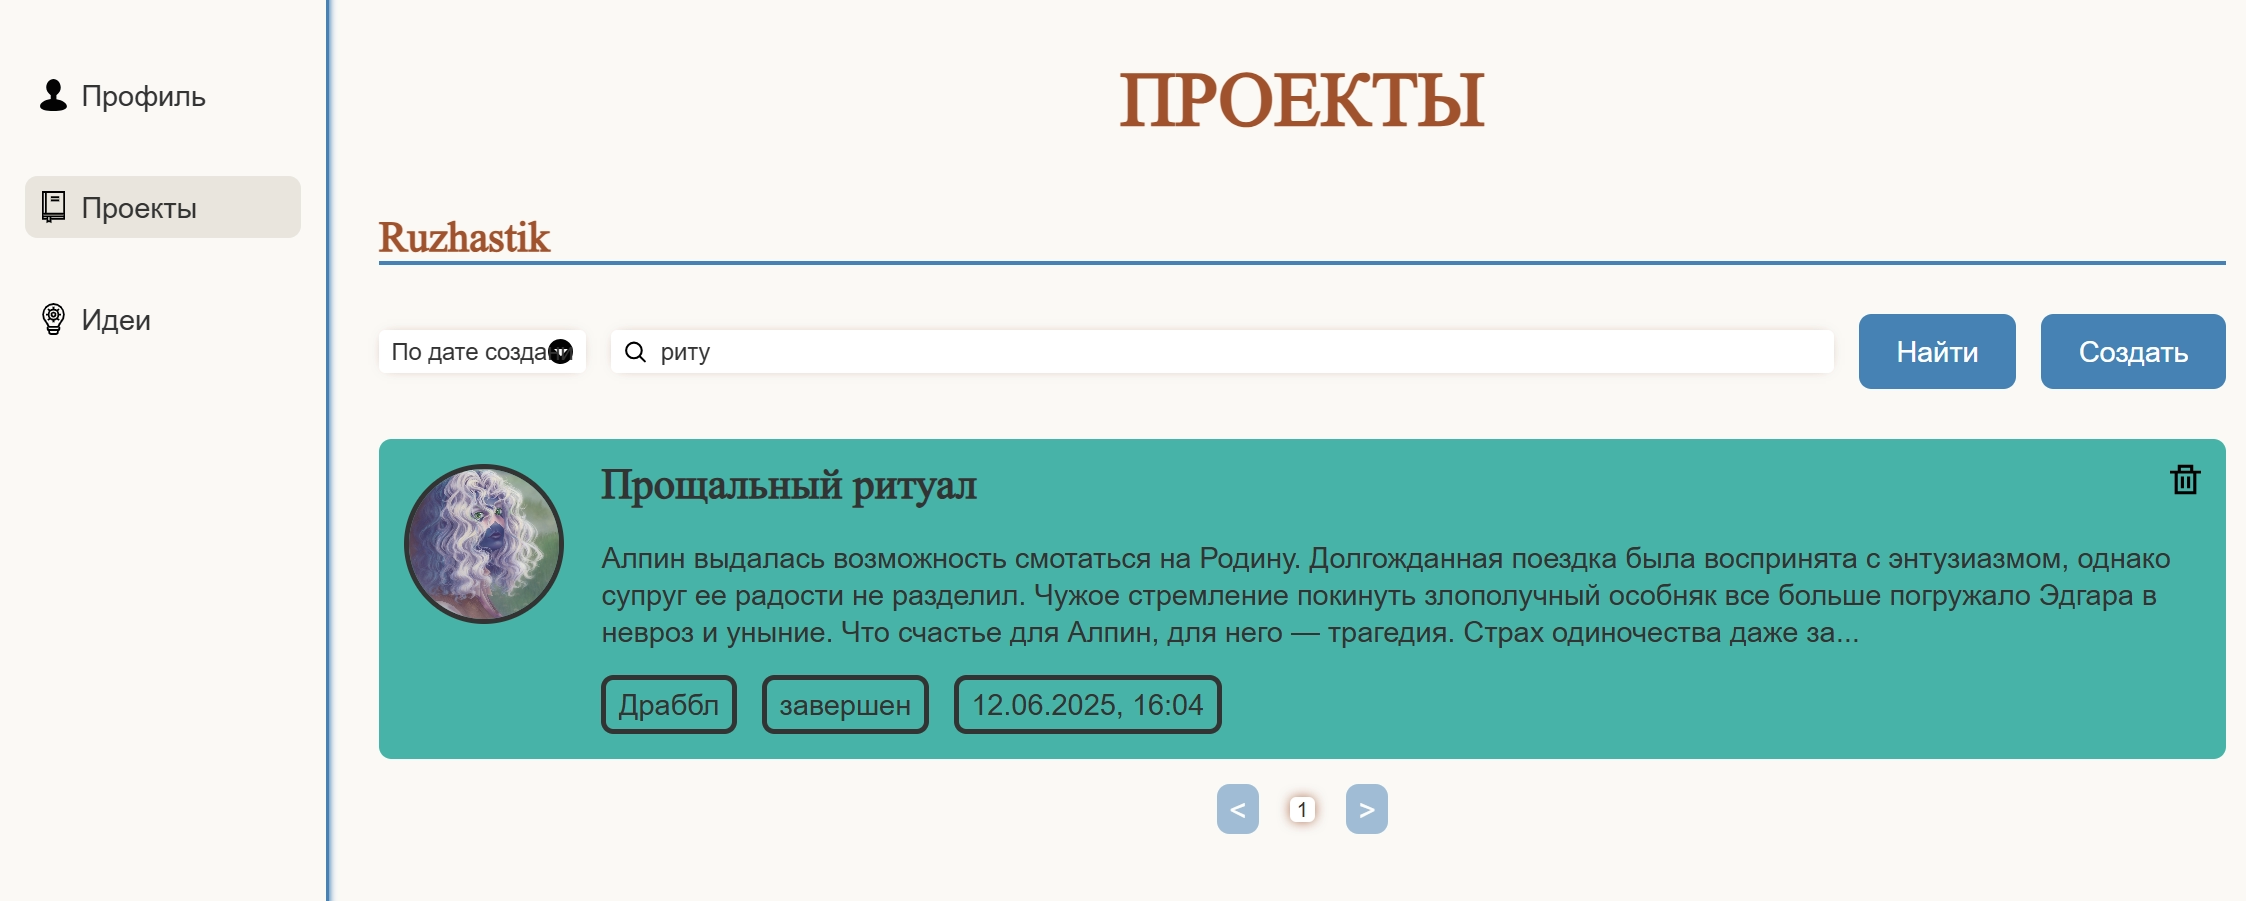 Профиль
Проекты
Идеи
ПРОЕКТЫ
Ruzhastik
По дате создани
риту
Найти
Создать
Прощальный ритуал
Алпин выдалась возможность смотаться на Родину. Долгожданная поездка была воспринята с энтузиазмом, однако
супруг ее радости не разделил. Чужое стремление покинуть злополучный особняк все больше погружало Эдгара в
невроз и уныние. Что счастье для Алпин, для него — трагедия. Страх одиночества даже за...
Драббл
завершен
12.06.2025, 16:04
<
1
>